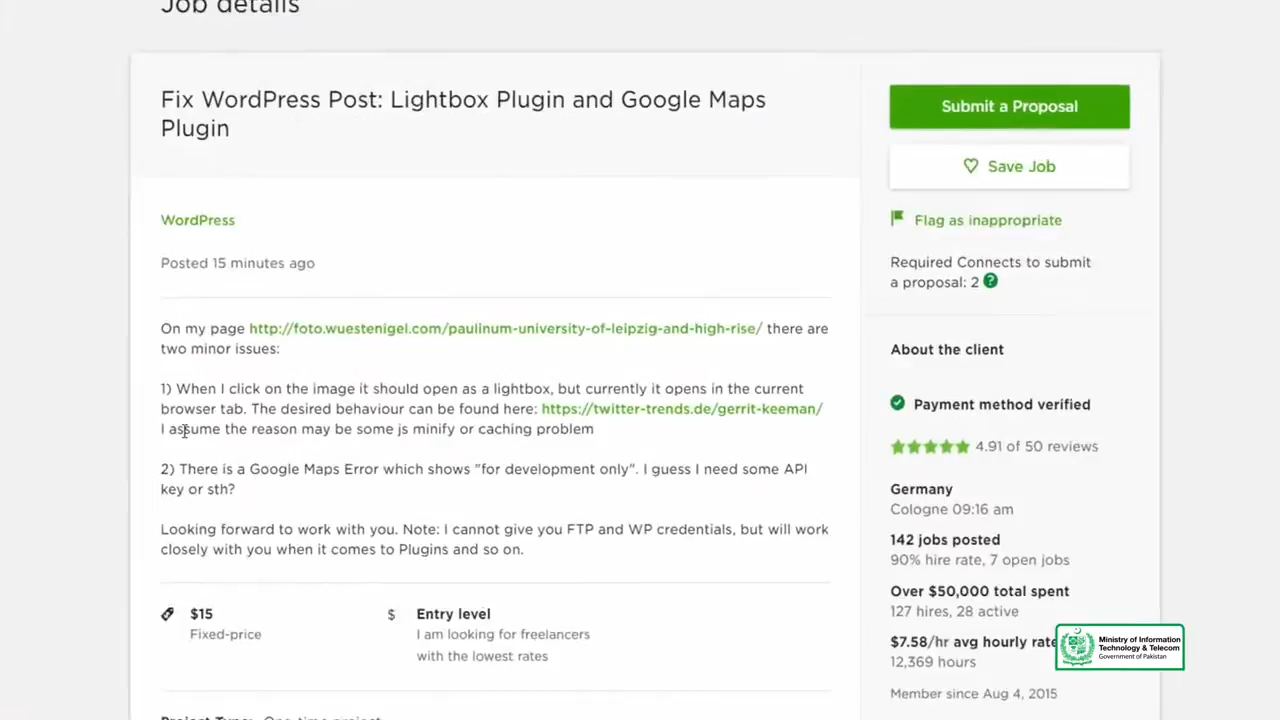 Job details
Fix WordPress Post: Lightbox Plugin and Google Maps
Plugin
WordPress
Posted 15 minutes ago
On my page http://foto.wuestenigel.com/paulinum-university-of-leipzig-and-high-rise/ there are
two minor issues:
1) When I click on the image it should open as a lightbox, but currently it opens in the current
browser tab. The desired behaviour can be found here: https://twitter-trends.de/gerrit-keeman/
I assume the reason may be some js minify or caching problem
2) There is a Google Maps Error which shows "for development only". I guess I need some API
key or sth?
Looking forward to work with you. Note: I cannot give you FTP and WP credentials, but will work
closely with you when it comes to Plugins and so on.
$15
Fixed-price
$ Entry level
I am looking for freelancers
with the lowest rates
Project Type: One-time project
Submit a Proposal
Save Job
Flag as inappropriate
Required Connects to submit
a proposal: 2 ?
About the client
Payment method verified
4.91 of 50 reviews
Germany
Cologne 09:16 am
142 jobs posted
90% hire rate, 7 open jobs
Over $50,000 total spent
127 hires, 28 active
$7.58/hr avg hourly rate
12,369 hours
Member since Aug 4, 2015
Ministry of Information
Technology & Telecom
Government of Pakistan